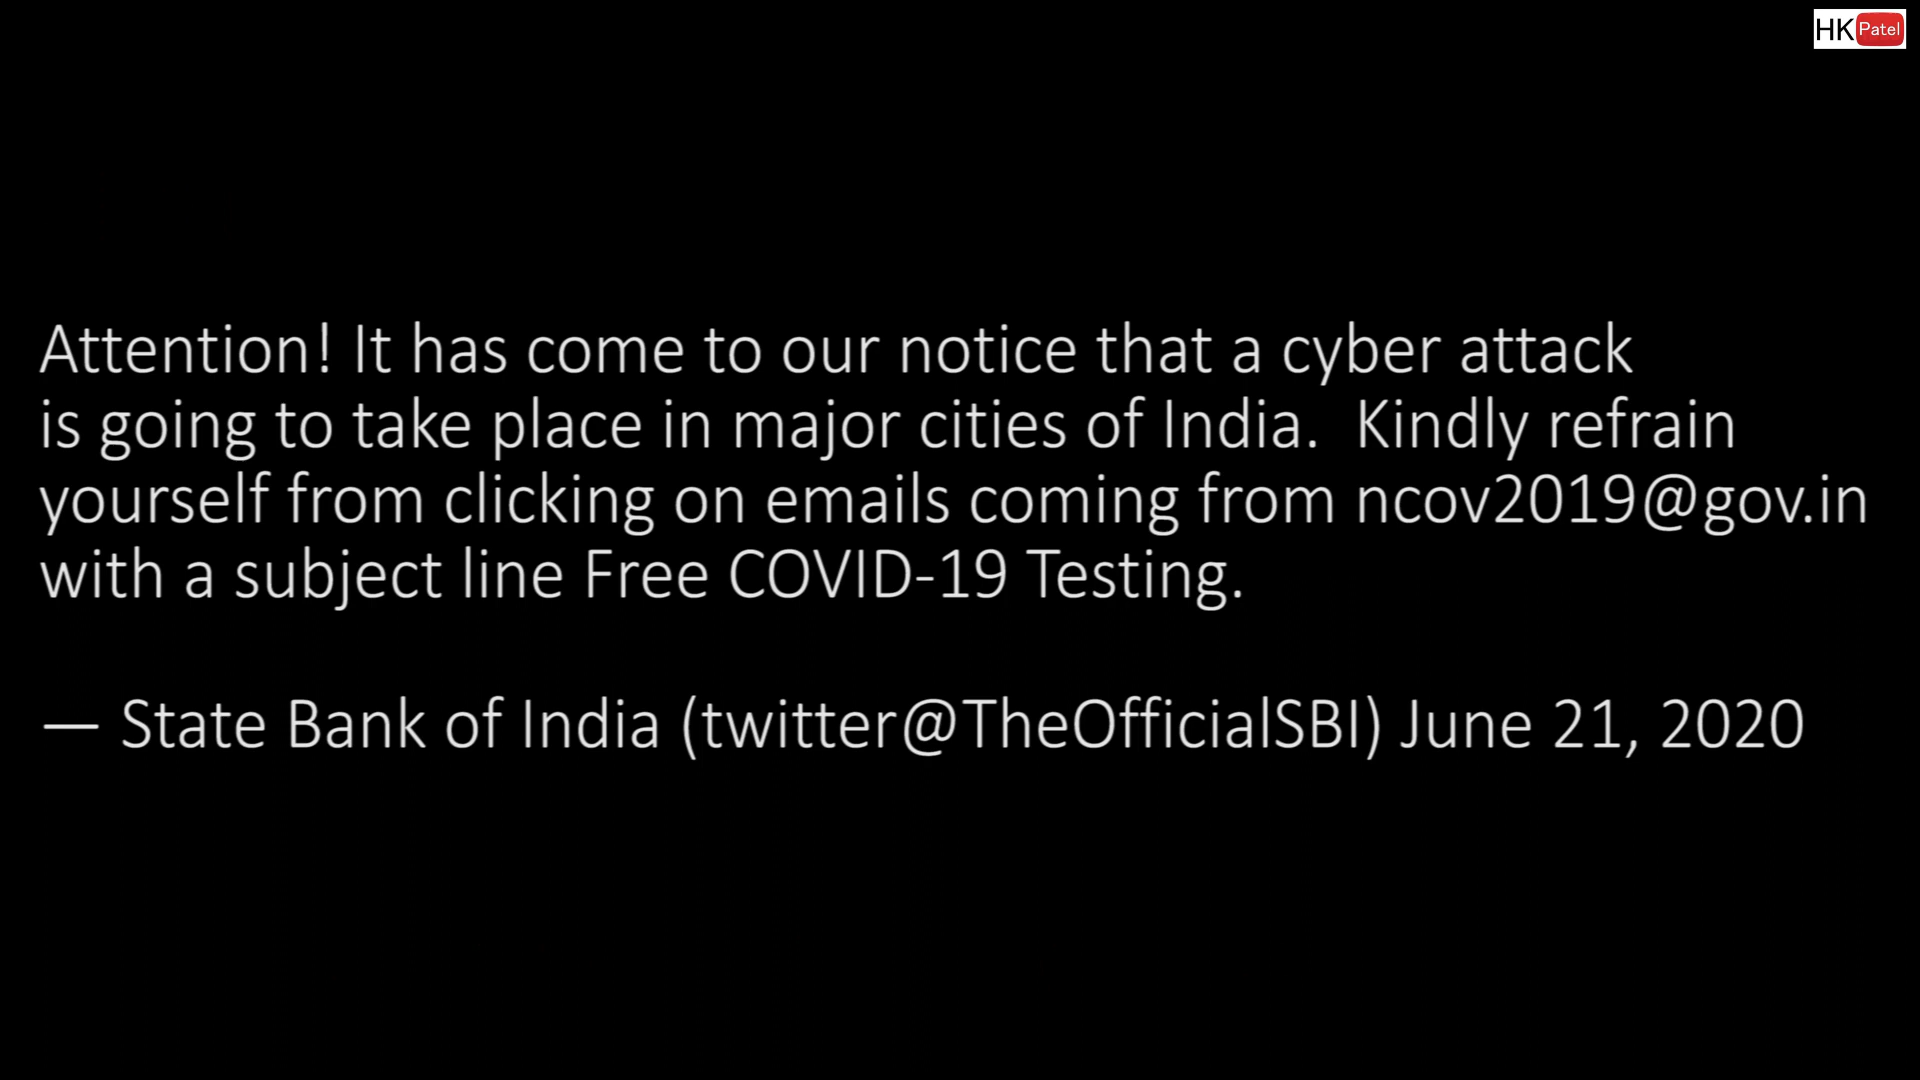 HK Patel
Attention! It has come to our notice that a cyber attack
is going to take place in major cities of India.  Kindly refrain
yourself from clicking on emails coming from ncov2019@gov.in
with a subject line Free COVID-19 Testing.
— State Bank of India (twitter@TheOfficialSBI) June 21, 2020